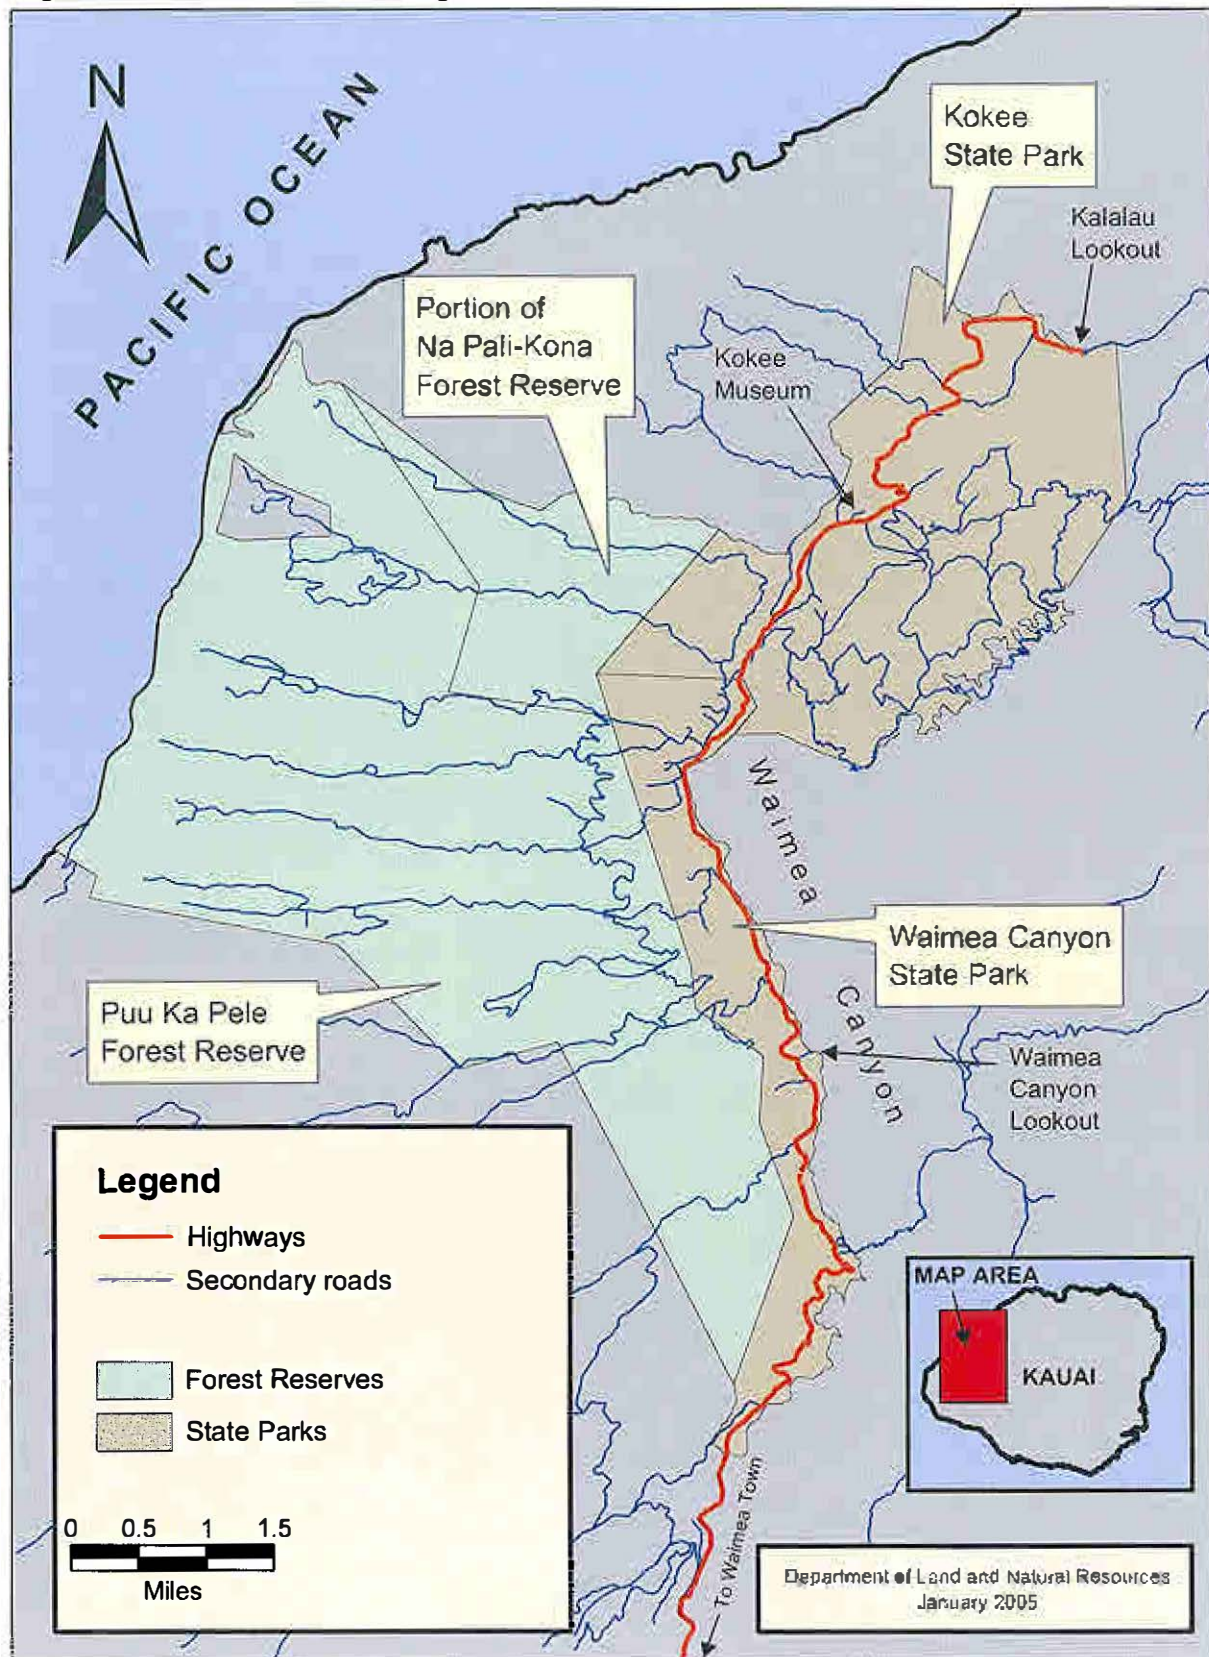 N
PACIFIC OCEAN
Kokee
State Park
Kalalau
Lookout
Portion of
Na Pali-Kona
Forest Reserve
Kokee
Museum
Waimea
Canyon
Waimea Canyon
State Park
Puu Ka Pele
Forest Reserve
Waimea
Canyon
Lookout
Legend
Highways
Secondary roads
Forest Reserves
State Parks
0 0.5 1 1.5
Miles
MAP AREA
KAUAI
To Waimea Town
Department of Land and Natural Resources
January 2005